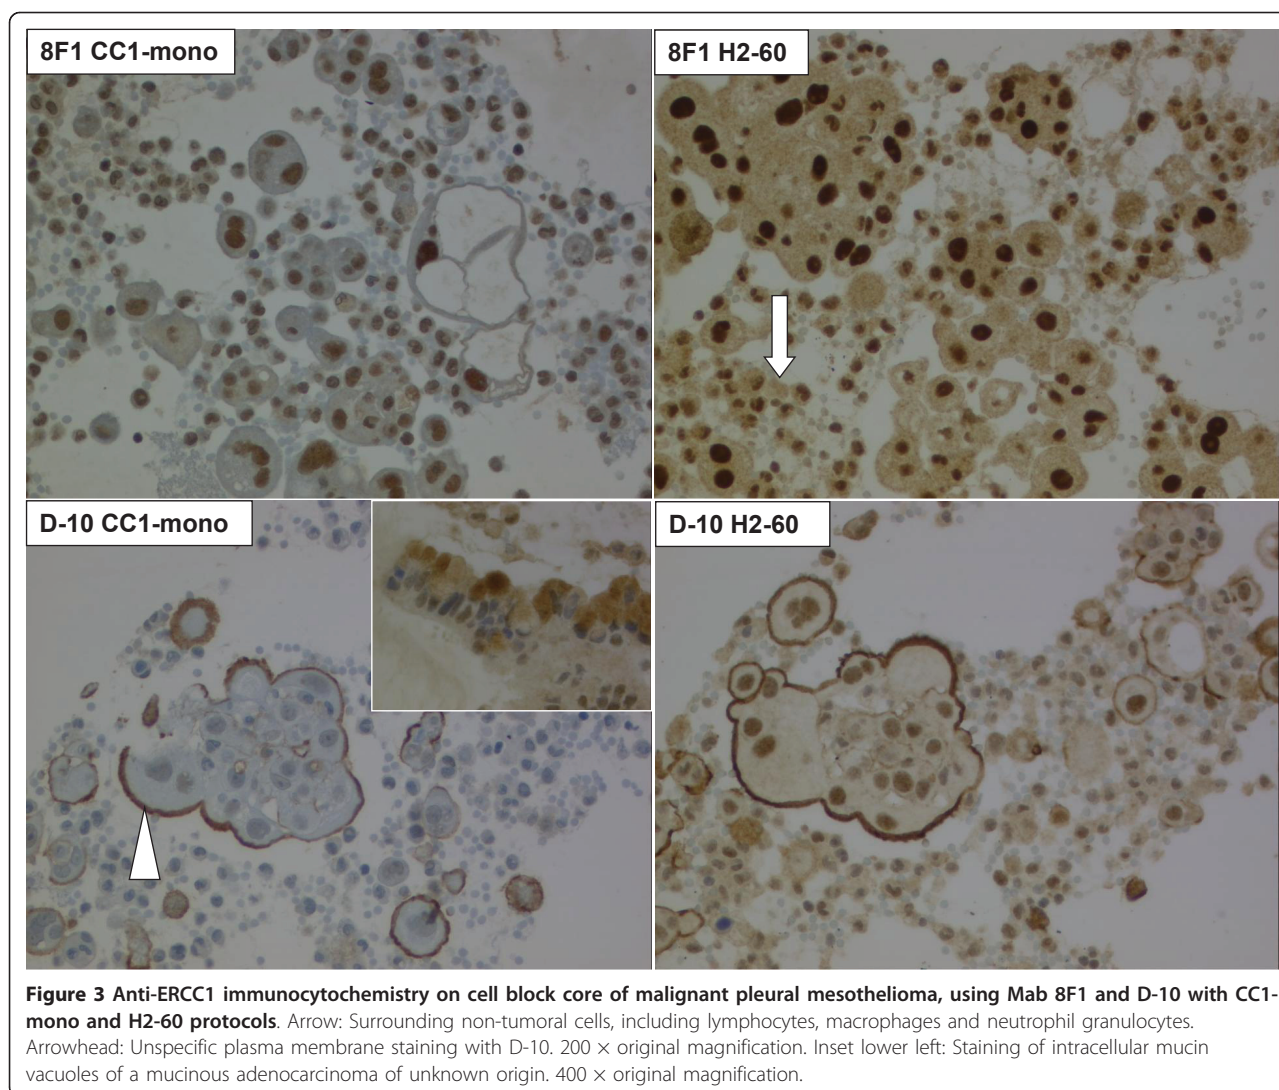 8F1 CC1-mono
8F1 H2-60
D-10 CC1-mono
D-10 H2-60
Figure 3 Anti-ERCC1 immunocytochemistry on cell block core of malignant pleural mesothelioma, using Mab 8F1 and D-10 with CC1-
mono and H2-60 protocols. Arrow: Surrounding non-tumoral cells, including lymphocytes, macrophages and neutrophil granulocytes.
Arrowhead: Unspecific plasma membrane staining with D-10. 200 × original magnification. Inset lower left: Staining of intracellular mucin
vacuoles of a mucinous adenocarcinoma of unknown origin. 400 × original magnification.